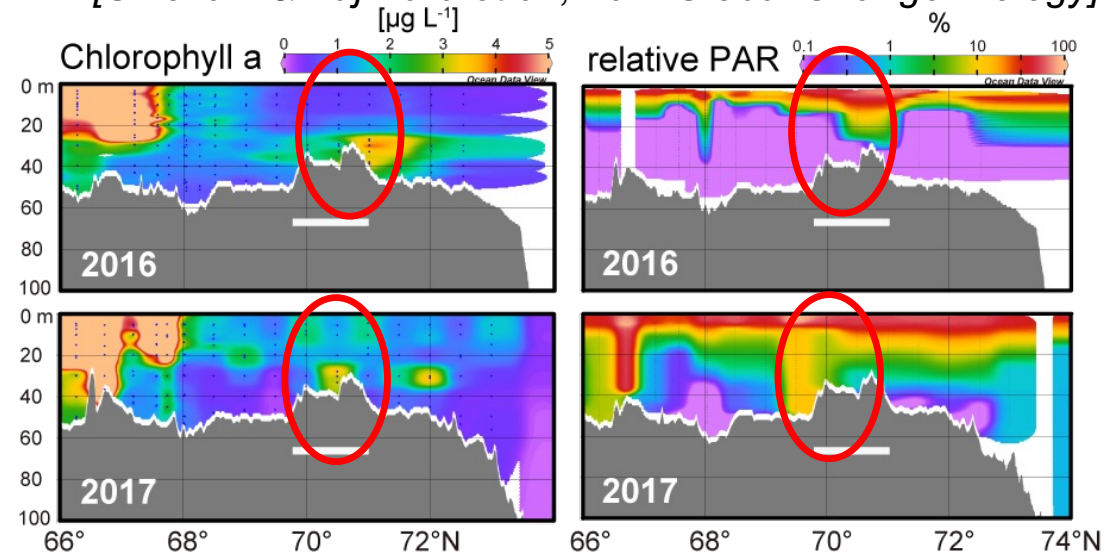 [µg L-1]
%
Chlorophyll a
0 1 2 3 4 5
relative PAR
0.1 1 10 100
Ocean Data View
Ocean Data View
0 m
20
40
60
80
100
2016
2016
0 m
20
40
60
80
100
2017
2017
66° 68° 70° 72°
66° 68° 70° 72° 74°N